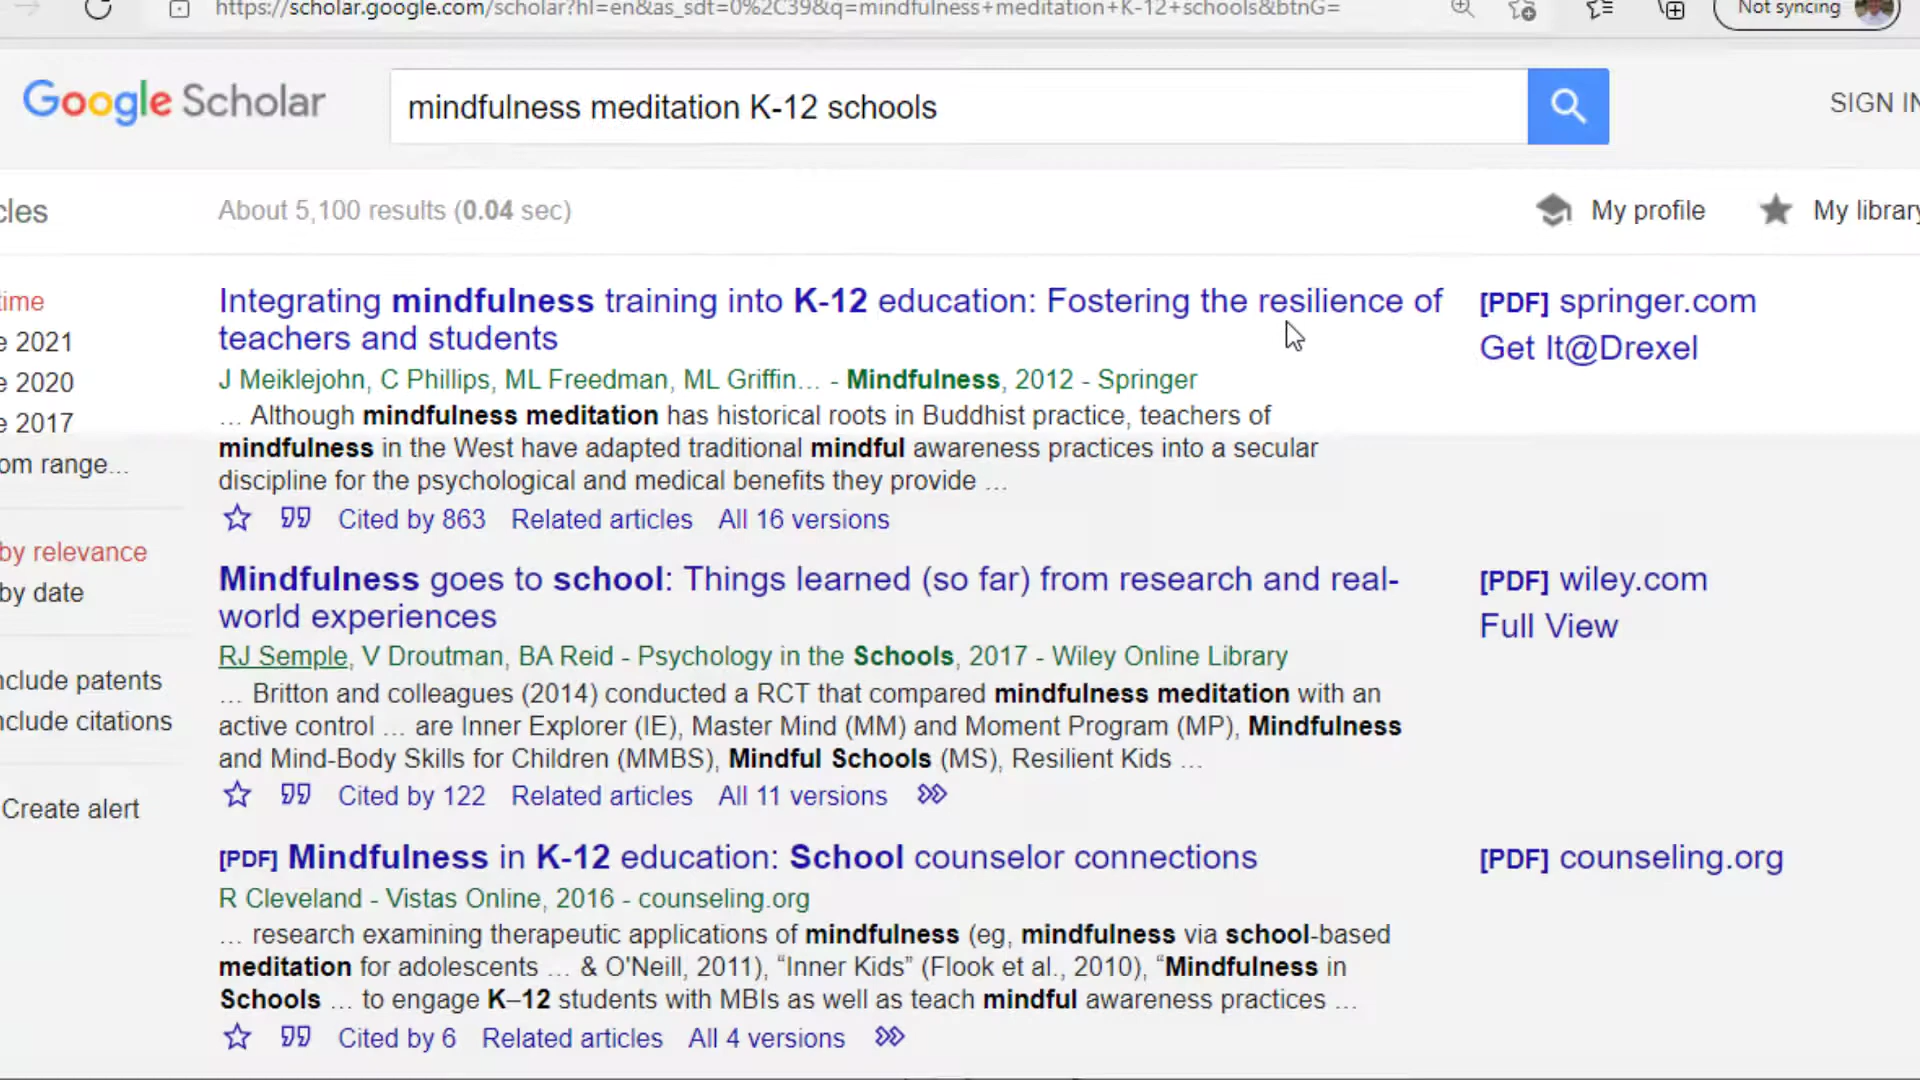 https://scholar.google.com/scholar?hl=en&as_sdt=0%2C39&q=mindfulness+meditation+K-12+schools&btnG=
Not syncing
Google Scholar
mindfulness meditation K-12 schools
SIGN IN
cles
About 5,100 results (0.04 sec)
My profile
My library
time
e 2021
e 2020
e 2017
om range...
by relevance
by date
nclude patents
nclude citations
Create alert
Integrating mindfulness training into K-12 education: Fostering the resilience of
teachers and students
J Meiklejohn, C Phillips, ML Freedman, ML Griffin… - Mindfulness, 2012 - Springer
… Although mindfulness meditation has historical roots in Buddhist practice, teachers of
mindfulness in the West have adapted traditional mindful awareness practices into a secular
discipline for the psychological and medical benefits they provide …
Cited by 863 Related articles All 16 versions
[PDF] springer.com
Get It@Drexel
Mindfulness goes to school: Things learned (so far) from research and real-
world experiences
RJ Semple, V Droutman, BA Reid - Psychology in the Schools, 2017 - Wiley Online Library
… Britton and colleagues (2014) conducted a RCT that compared mindfulness meditation with an
active control … are Inner Explorer (IE), Master Mind (MM) and Moment Program (MP), Mindfulness
and Mind-Body Skills for Children (MMBS), Mindful Schools (MS), Resilient Kids …
Cited by 122 Related articles All 11 versions
[PDF] wiley.com
Full View
[PDF] Mindfulness in K-12 education: School counselor connections
R Cleveland - Vistas Online, 2016 - counseling.org
… research examining therapeutic applications of mindfulness (eg, mindfulness via school-based
meditation for adolescents … & O'Neill, 2011), “Inner Kids” (Flook et al., 2010), “Mindfulness in
Schools … to engage K–12 students with MBIs as well as teach mindful awareness practices …
Cited by 6 Related articles All 4 versions
[PDF] counseling.org